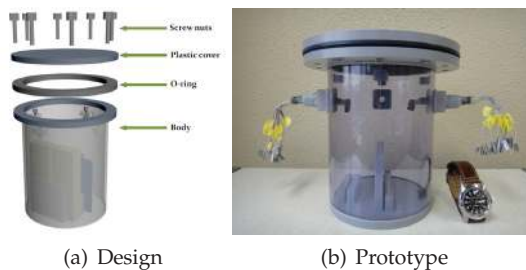 Screw nuts
Plastic cover
O-ring
Body
(a) Design
(b) Prototype